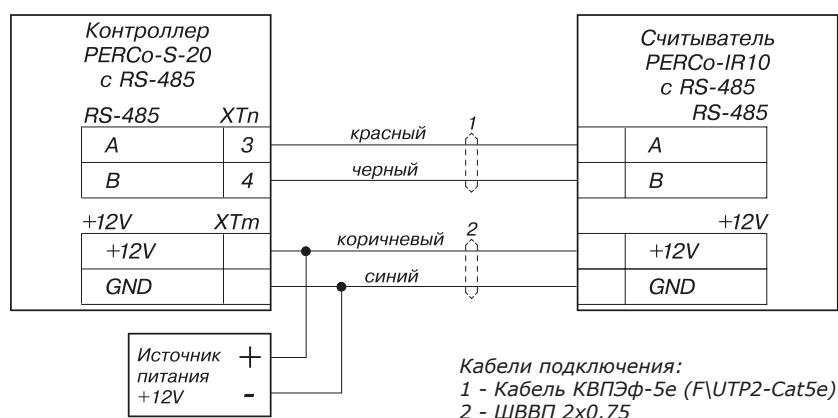 Контроллер
PERCo-S-20
с RS-485
RS-485 XTn
A 3
B 4
+12V XTm
+12V
GND
красный 1
черный
коричневый 2
синий
Считыватель
PERCo-IR10
с RS-485
RS-485
A
B
+12V
+12V
GND
Источник +
питания
+12V -
Кабели подключения:
1 - Кабель КВПЭф-5е (F\UTP2-Cat5e)
2 - ШВВП 2х0,75